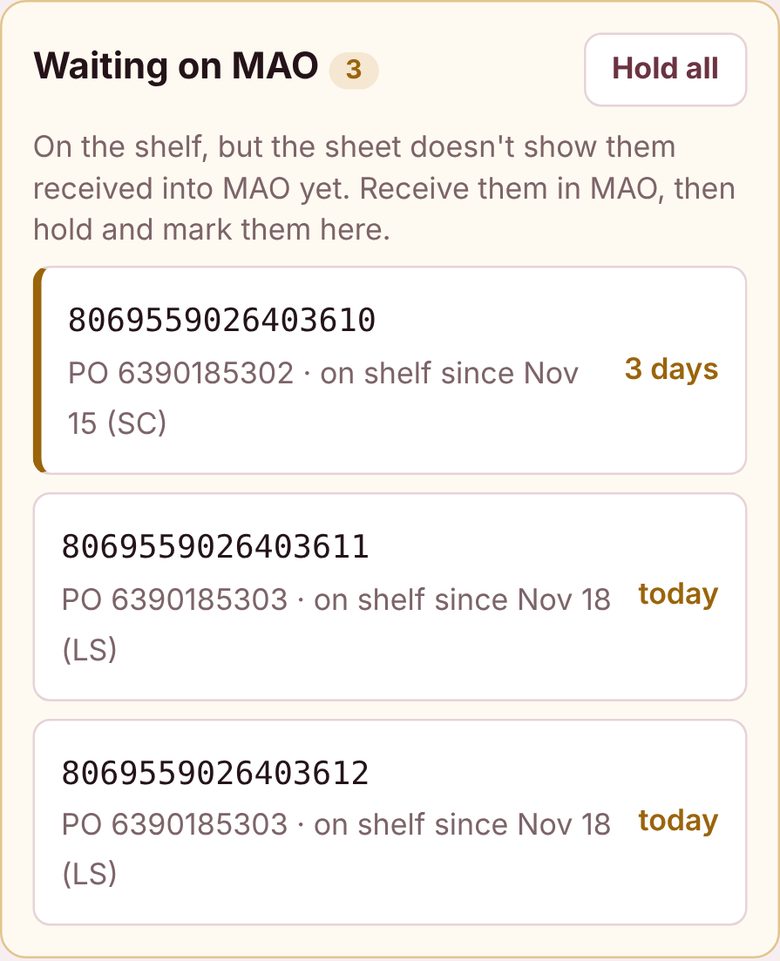 Waiting on MAO 3
Hold all
On the shelf, but the sheet doesn't show them
received into MAO yet. Receive them in MAO, then
hold and mark them here.
8069559026403610
PO 6390185302 · on shelf since Nov
15 (SC)
3 days
8069559026403611
PO 6390185303 · on shelf since Nov 18
(LS)
today
8069559026403612
PO 6390185303 · on shelf since Nov 18
(LS)
today